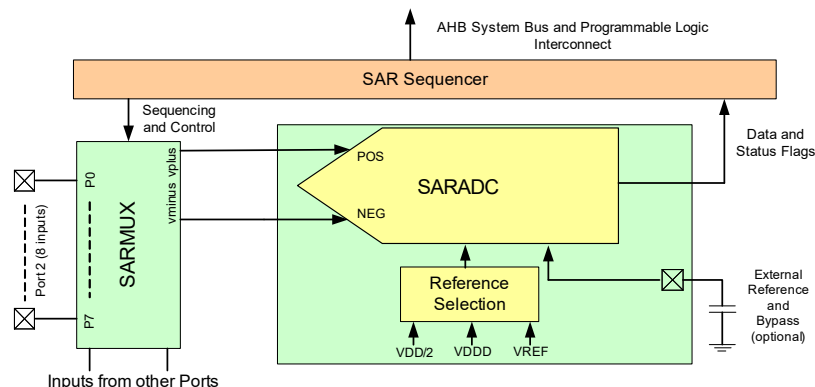 AHB System Bus and Programmable Logic
Interconnect
SAR Sequencer
Sequencing
and Control
Data and
Status Flags
vminus vplus
POS
NEG
SARADC
P0
Port 2 (8 inputs)
SARMUX
P7
Reference
Selection
VDD/2
VDDD
VREF
External
Reference
and
Bypass
(optional)
Inputs from other Ports